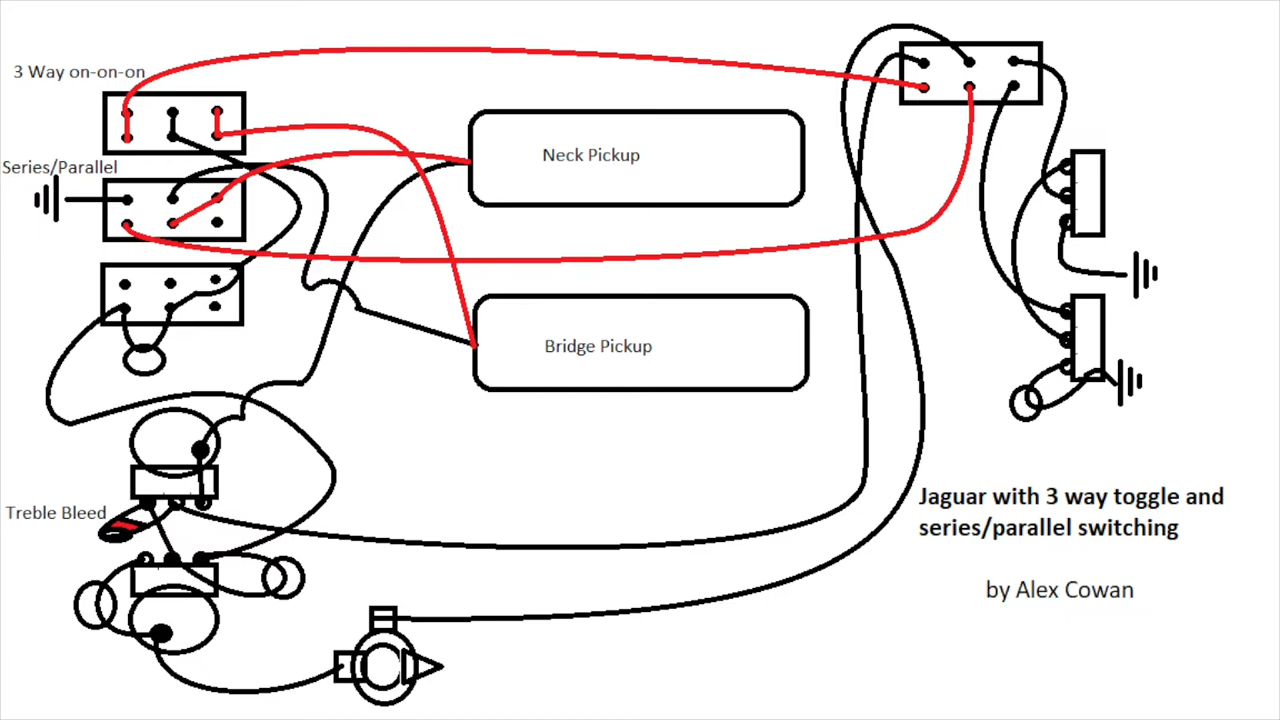 3 Way on-on-on
Series/Parallel
Neck Pickup
Bridge Pickup
Treble Bleed
Jaguar with 3 way toggle and
series/parallel switching
by Alex Cowan